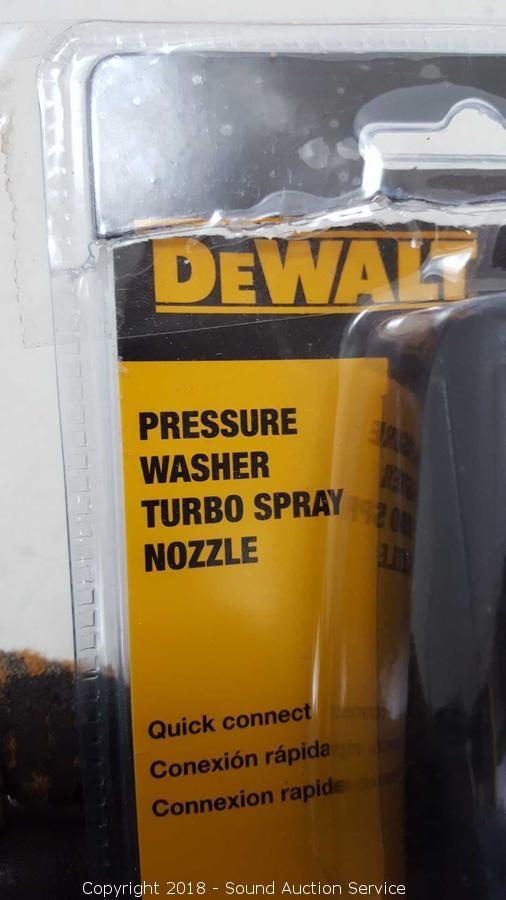 DEWALT
PRESSURE
WASHER
TURBO SPRAY
NOZZLE
Quick connect
Conexión rápida
Connexion rapide
Copyright 2018 - Sound Auction Service